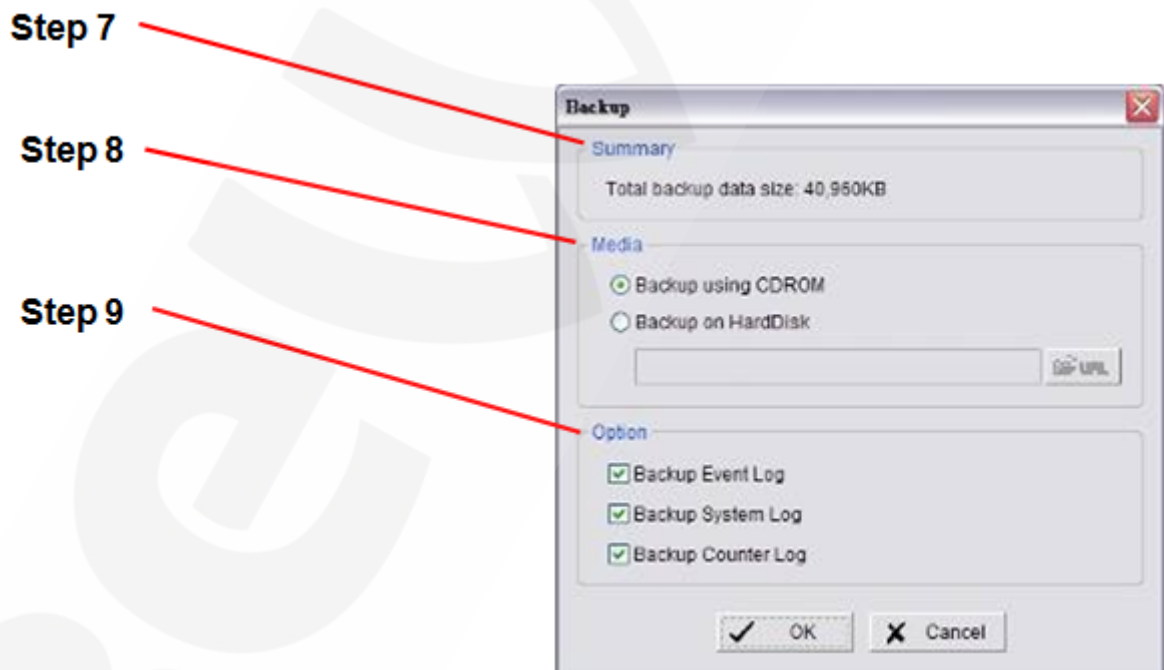 Step 7
Backup
Summary
Step 8
Total backup data size: 40,960KB
Media
Backup using CDROM
Step 9
Backup on HardDisk
URL
Option
Backup Event Log
Backup System Log
Backup Counter Log
OK
Cancel